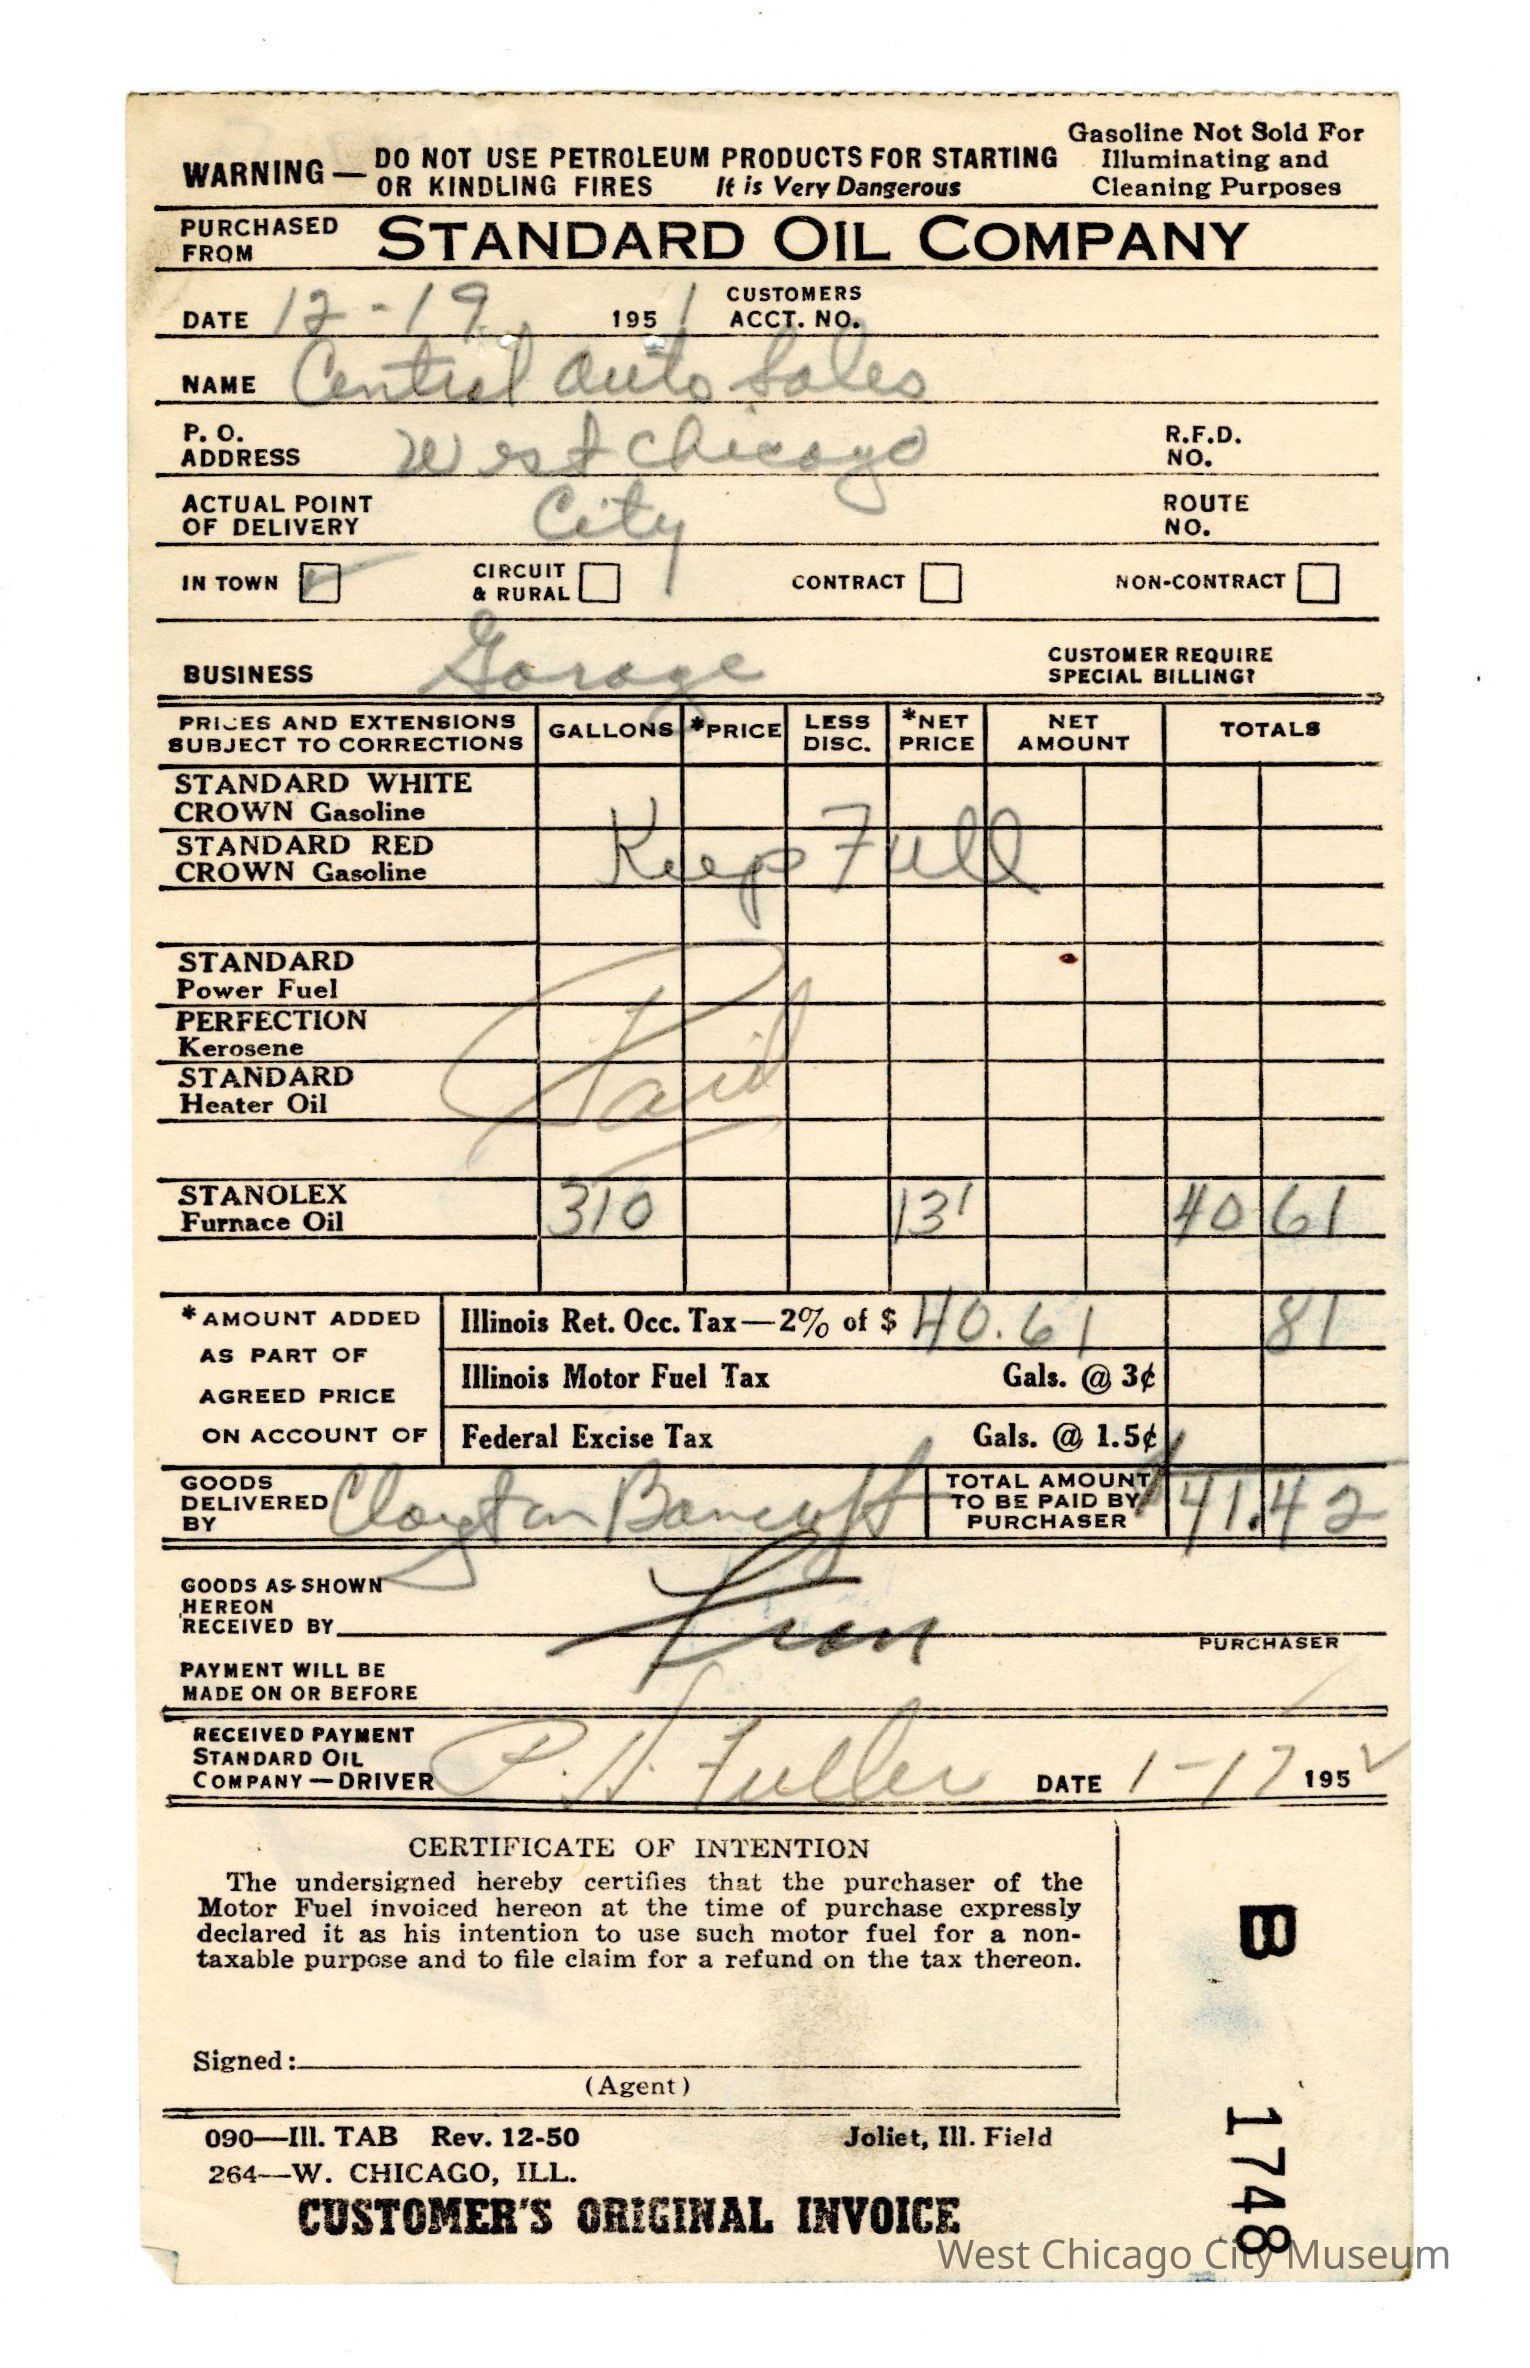 WARNING — DO NOT USE PETROLEUM PRODUCTS FOR STARTING
OR KINDLING FIRES It is Very Dangerous
Gasoline Not Sold For
Illuminating and
Cleaning Purposes
PURCHASED
FROM
STANDARD OIL COMPANY
DATE 12-19 1951 CUSTOMERS
ACCT. NO.
NAME Central Auto Sales
P. O.
ADDRESS West Chicago R.F.D.
NO.
ACTUAL POINT
OF DELIVERY City ROUTE
NO.
IN TOWN CIRCUIT
& RURAL CONTRACT NON-CONTRACT
BUSINESS Garage CUSTOMER REQUIRE
SPECIAL BILLING?
PRICES AND EXTENSIONS
SUBJECT TO CORRECTIONS GALLONS *PRICE LESS
DISC. *NET
PRICE NET
AMOUNT TOTALS
STANDARD WHITE
CROWN Gasoline
Keep Full
STANDARD RED
CROWN Gasoline
STANDARD
Power Fuel
PERFECTION
Kerosene
Paid
STANDARD
Heater Oil
STANOLEX
Furnace Oil 310 131 40 61
* AMOUNT ADDED
AS PART OF
AGREED PRICE
ON ACCOUNT OF
Illinois Ret. Occ. Tax—2% of $ 40.61 81
Illinois Motor Fuel Tax Gals. @ 3¢
Federal Excise Tax Gals. @ 1.5¢
GOODS
DELIVERED
BY Clayton Bancroft
TOTAL AMOUNT
TO BE PAID BY
PURCHASER 41.42
GOODS AS SHOWN
HEREON
RECEIVED BY
PURCHASER
PAYMENT WILL BE
MADE ON OR BEFORE
RECEIVED PAYMENT
STANDARD OIL
COMPANY—DRIVER P. H. Fuller DATE 1-17 195
CERTIFICATE OF INTENTION
The undersigned hereby certifies that the purchaser of the
Motor Fuel invoiced hereon at the time of purchase expressly
declared it as his intention to use such motor fuel for a non-
taxable purpose and to file claim for a refund on the tax thereon.
Signed:
(Agent)
090—Ill. TAB Rev. 12-50 Joliet, Ill. Field
264—W. CHICAGO, ILL.
CUSTOMER'S ORIGINAL INVOICE
B 1748
West Chicago City Museum